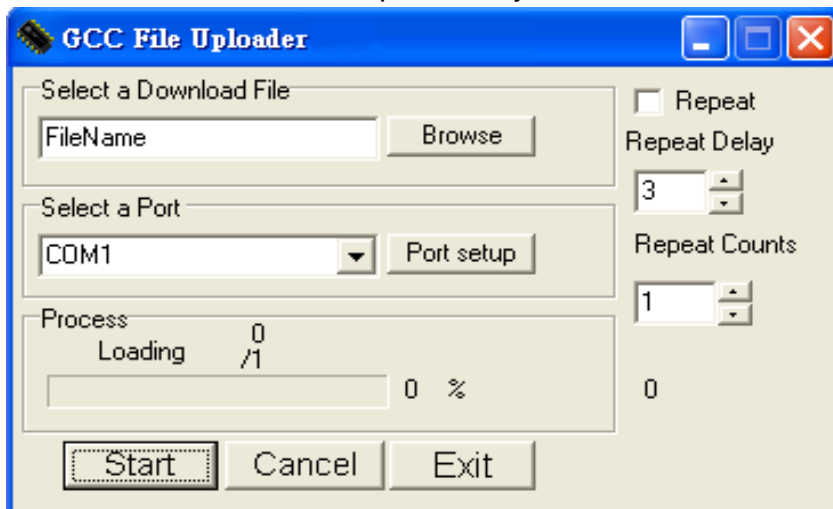 GCC File Uploader
Select a Download File
FileName
Browse
Select a Port
COM1
Port setup
Process
Loading
0
/1
0 %
Start
Cancel
Exit
Repeat
Repeat Delay
3
Repeat Counts
1
0